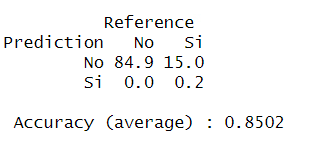 Reference
Prediction No Si
No 84.9 15.0
Si 0.0 0.2
Accuracy (average) : 0.8502